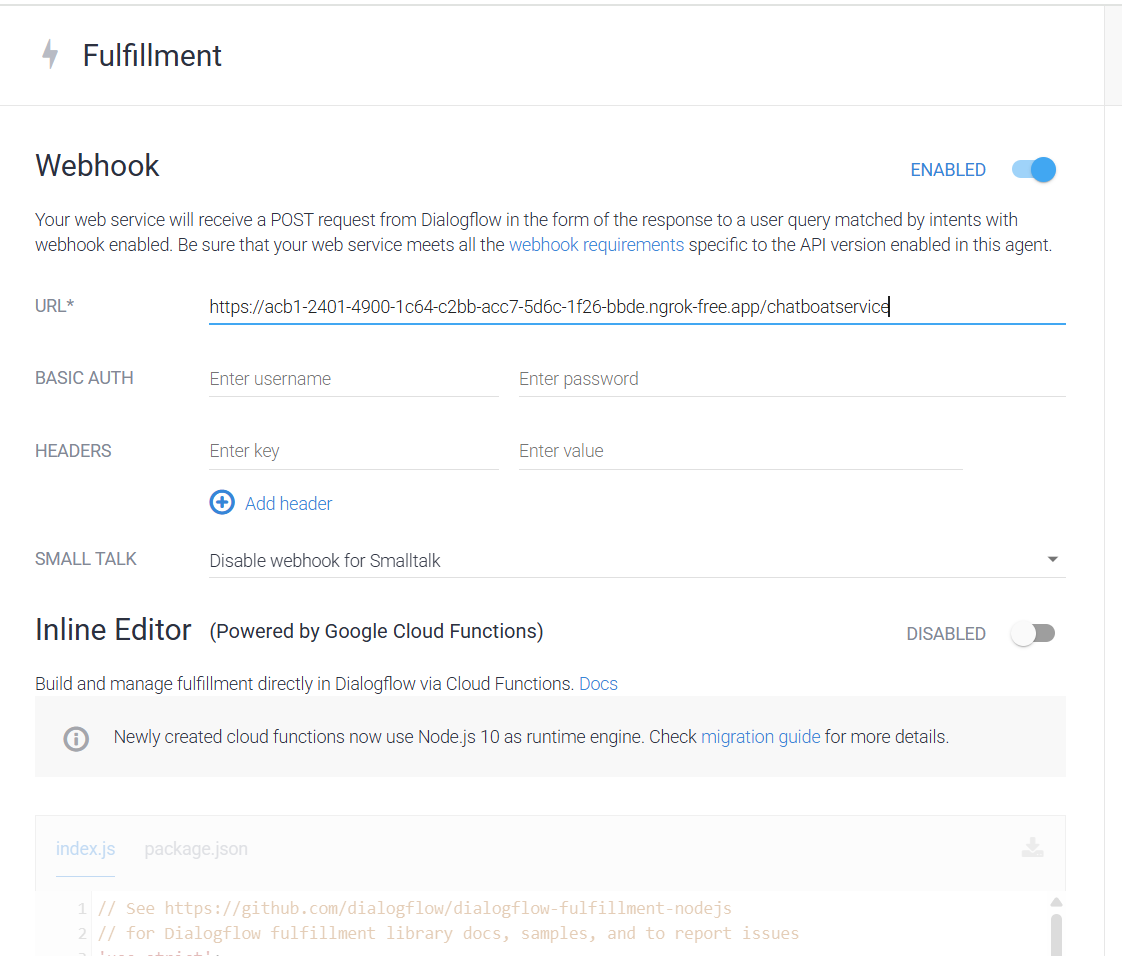 Fulfillment
Webhook
ENABLED
Your web service will receive a POST request from Dialogflow in the form of the response to a user query matched by intents with
webhook enabled. Be sure that your web service meets all the webhook requirements specific to the API version enabled in this agent.
URL*
https://acb1-2401-4900-1c64-c2bb-acc7-5d6c-1f26-bbde.ngrok-free.app/chatboatservice
BASIC AUTH
Enter username
Enter password
HEADERS
Enter key
Enter value
Add header
SMALL TALK
Disable webhook for Smalltalk
Inline Editor (Powered by Google Cloud Functions)
DISABLED
Build and manage fulfillment directly in Dialogflow via Cloud Functions. Docs
Newly created cloud functions now use Node.js 10 as runtime engine. Check migration guide for more details.
index.js
package.json
1 // See https://github.com/dialogflow/dialogflow-fulfillment-nodejs
2 // for Dialogflow fulfillment library docs, samples, and to report issues